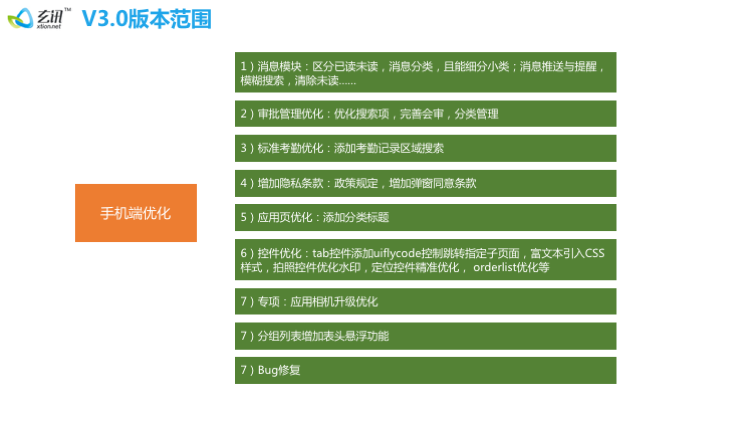 玄讯™
xtion.net
V3.0版本范围
1）消息模块：区分已读未读，消息分类，且能细分小类；消息推送与提醒，
模糊搜索，清除未读……
2）审批管理优化：优化搜索项，完善会审，分类管理
3）标准考勤优化：添加考勤记录区域搜索
4）增加隐私条款：政策规定，增加弹窗同意条款
手机端优化
5）应用页优化：添加分类标题
6）控件优化：tab控件添加uiflycode控制跳转指定子页面，富文本引入CSS
样式，拍照控件优化水印，定位控件精准优化， orderlist优化等
7）专项：应用相机升级优化
7）分组列表增加表头悬浮功能
7）Bug修复